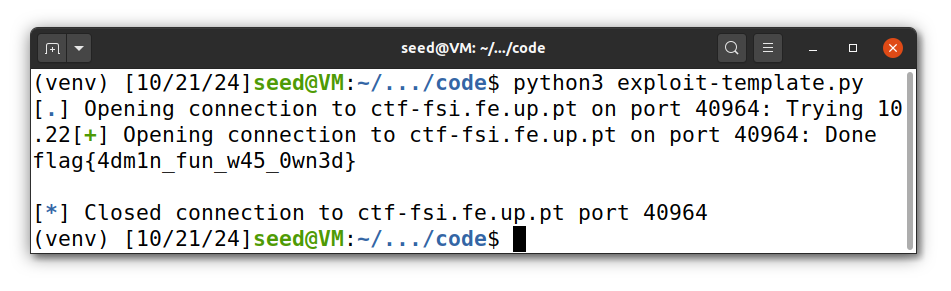 seed@VM: ~/.../code
(venv) [10/21/24]seed@VM:~/.../code$ python3 exploit-template.py
[.] Opening connection to ctf-fsi.fe.up.pt on port 40964: Trying 10
.22[+] Opening connection to ctf-fsi.fe.up.pt on port 40964: Done
flag{4dm1n_fun_w45_0wn3d}
[*] Closed connection to ctf-fsi.fe.up.pt port 40964
(venv) [10/21/24]seed@VM:~/.../code$